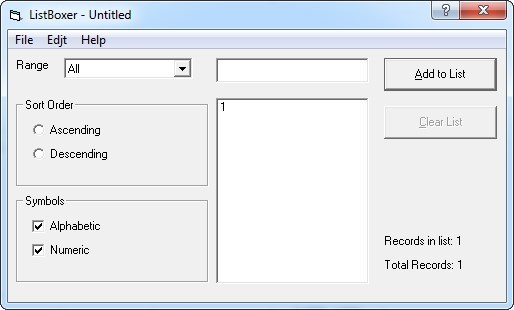 ListBoxer - Untitled
File Edjt Help
Range All
Add to List
Sort Order
Ascending
Descending
1
Clear List
Symbols
Alphabetic
Numeric
Records in list: 1
Total Records: 1